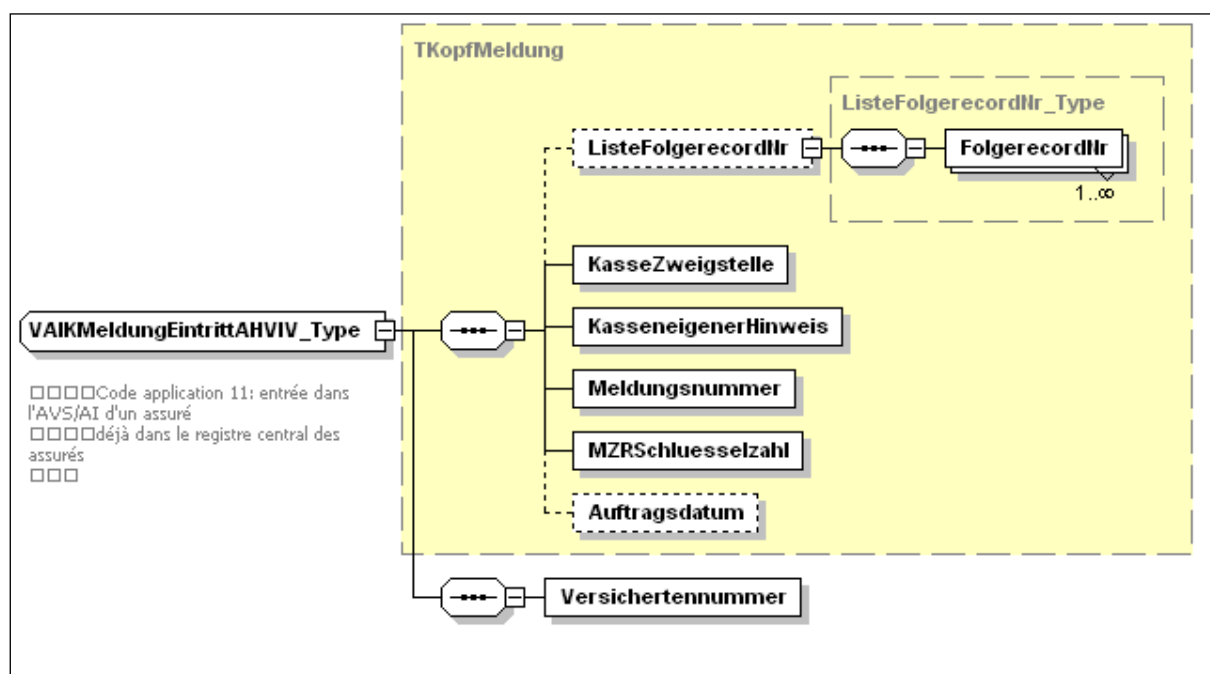 TKopfMeldung
ListeFolgerecordNr_Type
ListeFolgerecordNr
FolgerecordNr
1..∞
KasseZweigstelle
VAIKMeldungEintrittAHVIV_Type
KasseneigenerHinweis
□□□□Code application 11: entrée dans
l'AVS/AI d'un assuré
□□□□déjà dans le registre central des
assurés
□□□
Meldungsnummer
MZRSchluesselzahl
Auftragsdatum
Versichertennummer